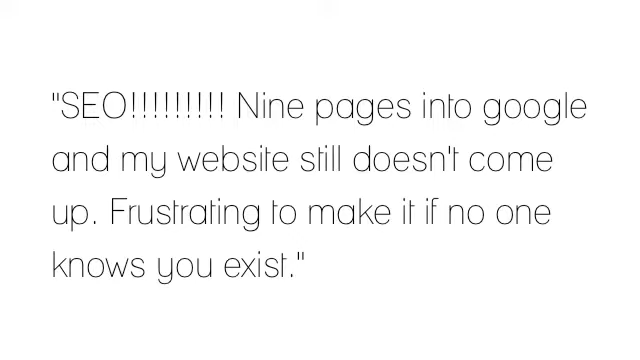 "SEO!!!!!!!!! Nine pages into google
and my website still doesn't come
up. Frustrating to make it if no one
knows you exist."